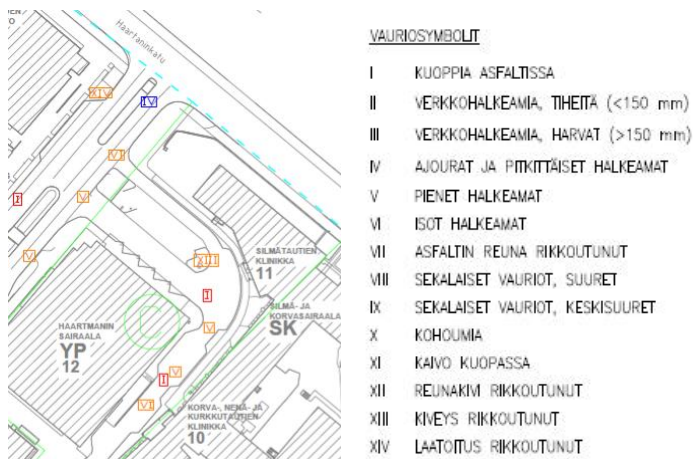 Haartmaninkatu
XIV
IV
VI
I
V
VI
XIII
SILMÄTAUTIEN
KLINIKKA
11
I
SILMÄ- JA
KORVASAIRAALA
SK
V
HAARTMANIN
SAIRAALA
YP
12
I
V
VI
KORVA-, NENÄ- JA
KURKKUTAUTIEN
KLINIKKA
10
VAURIOSYMBOLIT
I KUOPPIA ASFALTISSA
II VERKKOHALKEAMIA, TIHEITÄ (<150 mm)
III VERKKOHALKEAMIA, HARVAT (>150 mm)
IV AJOURAT JA PITKITTÄISET HALKEAMAT
V PIENET HALKEAMAT
VI ISOT HALKEAMAT
VII ASFALTIN REUNA RIKKOUTUNUT
VIII SEKALAISET VAURIOT, SUURET
IX SEKALAISET VAURIOT, KESKISUURET
X KOHOUMIA
XI KAIVO KUOPASSA
XII REUNAKIVI RIKKOUTUNUT
XIII KIVEYS RIKKOUTUNUT
XIV LAATOITUS RIKKOUTUNUT